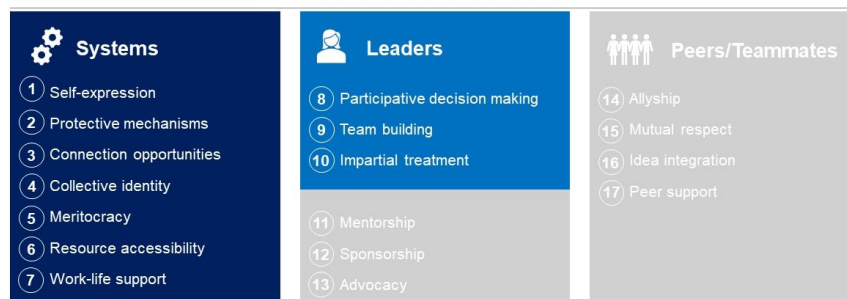 Systems
1 Self-expression
2 Protective mechanisms
3 Connection opportunities
4 Collective identity
5 Meritocracy
6 Resource accessibility
7 Work-life support
Leaders
8 Participative decision making
9 Team building
10 Impartial treatment
11 Mentorship
12 Sponsorship
13 Advocacy
Peers/Teammates
14 Allyship
15 Mutual respect
16 Idea integration
17 Peer support